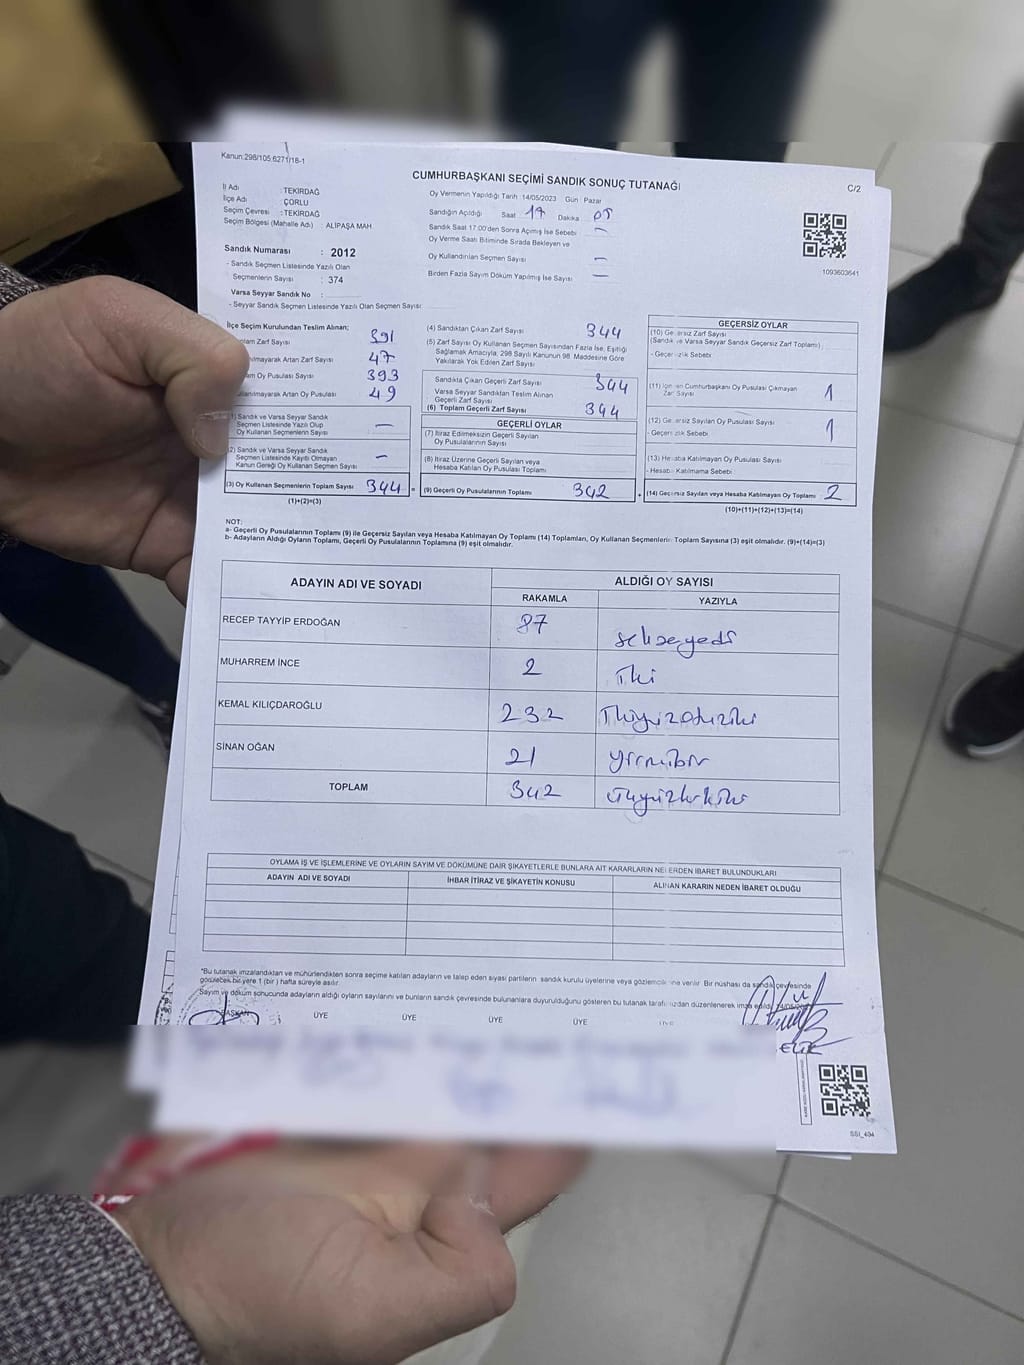 Kanun:298/105.6271/18-1
CUMHURBAŞKANI SEÇİMİ SANDIK SONUÇ TUTANAĞI
C/2
İl Adı : TEKİRDAĞ
İlçe Adı : ÇORLU
Seçim Çevresi : TEKİRDAĞ
Seçim Bölgesi (Mahalle Adı) : ALİPAŞA MAH.
Sandık Numarası : 2012
- Sandık Seçmen Listesinde Yazılı Olan
Seçmenlerin Sayısı : 374
Varsa Seyyar Sandık No :
- Seyyar Sandık Seçmen Listesinde Yazılı Olan Seçmen Sayısı:
Oy Vermenin Yapıldığı Tarih :14/05/2023 Gün : Pazar
Sandığın Açıldığı Saat 17 Dakika 05
Sandık Saat 17:00'den Sonra Açılmış İse Sebebi —
Oy Verme Saati Bitiminde Sırada Bekleyen ve
Oy Kullandırılan Seçmen Sayısı —
Birden Fazla Sayım Döküm Yapılmış İse Sayısı —
1093603641
İlçe Seçim Kurulundan Teslim Alınan;
Zarf Sayısı 391
Artan Zarf Sayısı 47
Oy Pusulası Sayısı 393
Artan Oy Pusulası 49
(1) Sandık ve Varsa Seyyar Sandık
Seçmen Listesinde Yazılı Olup
Oy Kullanan Seçmenlerin Sayısı —
(2) Sandık ve Varsa Seyyar Sandık
Seçmen Listesinde Kayıtlı Olmayan
Kanun Gereği Oy Kullanan Seçmen Sayısı —
(3) Oy Kullanan Seçmenlerin Toplam Sayısı 344 =
(1)+(2)=(3)
(4) Sandıktan Çıkan Zarf Sayısı 344
(5) Zarf Sayısı Oy Kullanan Seçmen Sayısından Fazla İse, Eşitliği
Sağlamak Amacıyla, 298 Sayılı Kanunun 98. Maddesine Göre
Yakılarak Yok Edilen Zarf Sayısı
Sandıkta Çıkan Geçerli Zarf Sayısı 344
Varsa Seyyar Sandıktan Teslim Alınan
Geçerli Zarf Sayısı
(6) Toplam Geçerli Zarf Sayısı 344
GEÇERLİ OYLAR
(7) İtiraz Edilmeksizin Geçerli Sayılan
Oy Pusulalarının Sayısı
(8) İtiraz Üzerine Geçerli Sayılan veya
Hesaba Katılan Oy Pusulası Toplamı
(9) Geçerli Oy Pusulalarının Toplamı 342 +
GEÇERSİZ OYLAR
(10) Geçersiz Zarf Sayısı
(Sandık ve Varsa Seyyar Sandık Geçersiz Zarf Toplamı)
- Geçersizlik Sebebi
(11) İçinden Cumhurbaşkanı Oy Pusulası Çıkmayan
Zarf Sayısı 1
(12) Geçersiz Sayılan Oy Pusulası Sayısı 1
- Geçersizlik Sebebi
(13) Hesaba Katılmayan Oy Pusulası Sayısı
- Hesaba Katılmama Sebebi
(14) Geçersiz Sayılan veya Hesaba Katılmayan Oy Toplamı 2
(10)+(11)+(12)+(13)=(14)
NOT:
a- Geçerli Oy Pusulalarının Toplamı (9) ile Geçersiz Sayılan veya Hesaba Katılmayan Oy Toplamı (14) Toplamları, Oy Kullanan Seçmenlerin Toplam Sayısına (3) eşit olmalıdır. (9)+(14)=(3)
b- Adayların Aldığı Oyların Toplamı, Geçerli Oy Pusulalarının Toplamına (9) eşit olmalıdır.
ADAYIN ADI VE SOYADI ALDIĞI OY SAYISI
RAKAMLA YAZIYLA
RECEP TAYYİP ERDOĞAN 87 seksenyedi
MUHARREM İNCE 2 İki
KEMAL KILIÇDAROĞLU 232 İkiyüzotuziki
SİNAN OĞAN 21 yirmibir
TOPLAM 342 üçyüzkırkiki
OYLAMA İŞ VE İŞLEMLERİNE VE OYLARIN SAYIM VE DÖKÜMÜNE DAİR ŞİKAYETLERLE BUNLARA AİT KARARLARIN NELERDEN İBARET BULUNDUKLARI
ADAYIN ADI VE SOYADI İHBAR İTİRAZ VE ŞİKAYETİN KONUSU ALINAN KARARIN NEDEN İBARET OLDUĞU
*Bu tutanak imzalandıktan ve mühürlendikten sonra seçime katılan adayların ve talep eden siyasi partilerin sandık kurulu üyelerine veya gözlemcilerine verilir. Bir nüshası da sandık çevresinde
görülecek bir yere 1 (bir) hafta süreyle asılır.
Sayım ve döküm sonucunda adayların aldığı oyların sayılarını ve bunların sandık çevresinde bulunanlara duyurulduğunu gösteren bu tutanak tarafımızdan düzenlenerek imza edildi.
BAŞKAN ÜYE ÜYE ÜYE ÜYE ÜYE
SSI_404